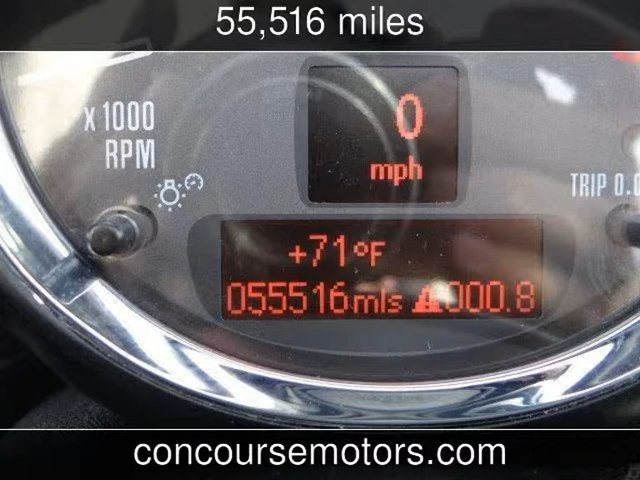 55,516 miles
x 1000
RPM
0
mph
TRIP 0.0
+71°F
055516mls 000.8
concoursemotors.com